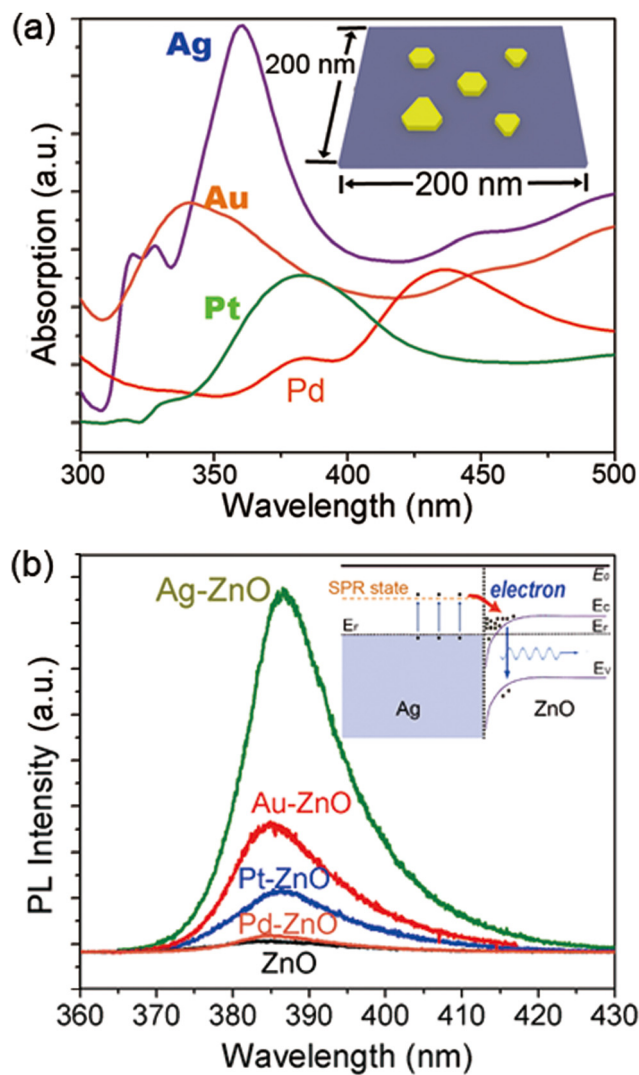 (a)
Ag
Au
Pt
Pd
200 nm
200 nm
Absorption (a.u.)
300 350 400 450 500
Wavelength (nm)
(b)
Ag-ZnO
Au-ZnO
Pt-ZnO
Pd-ZnO
ZnO
SPR state
electron
E₀
Ec
EF
EF
Ev
Ag
ZnO
PL Intensity (a.u.)
360 370 380 390 400 410 420 430
Wavelength (nm)